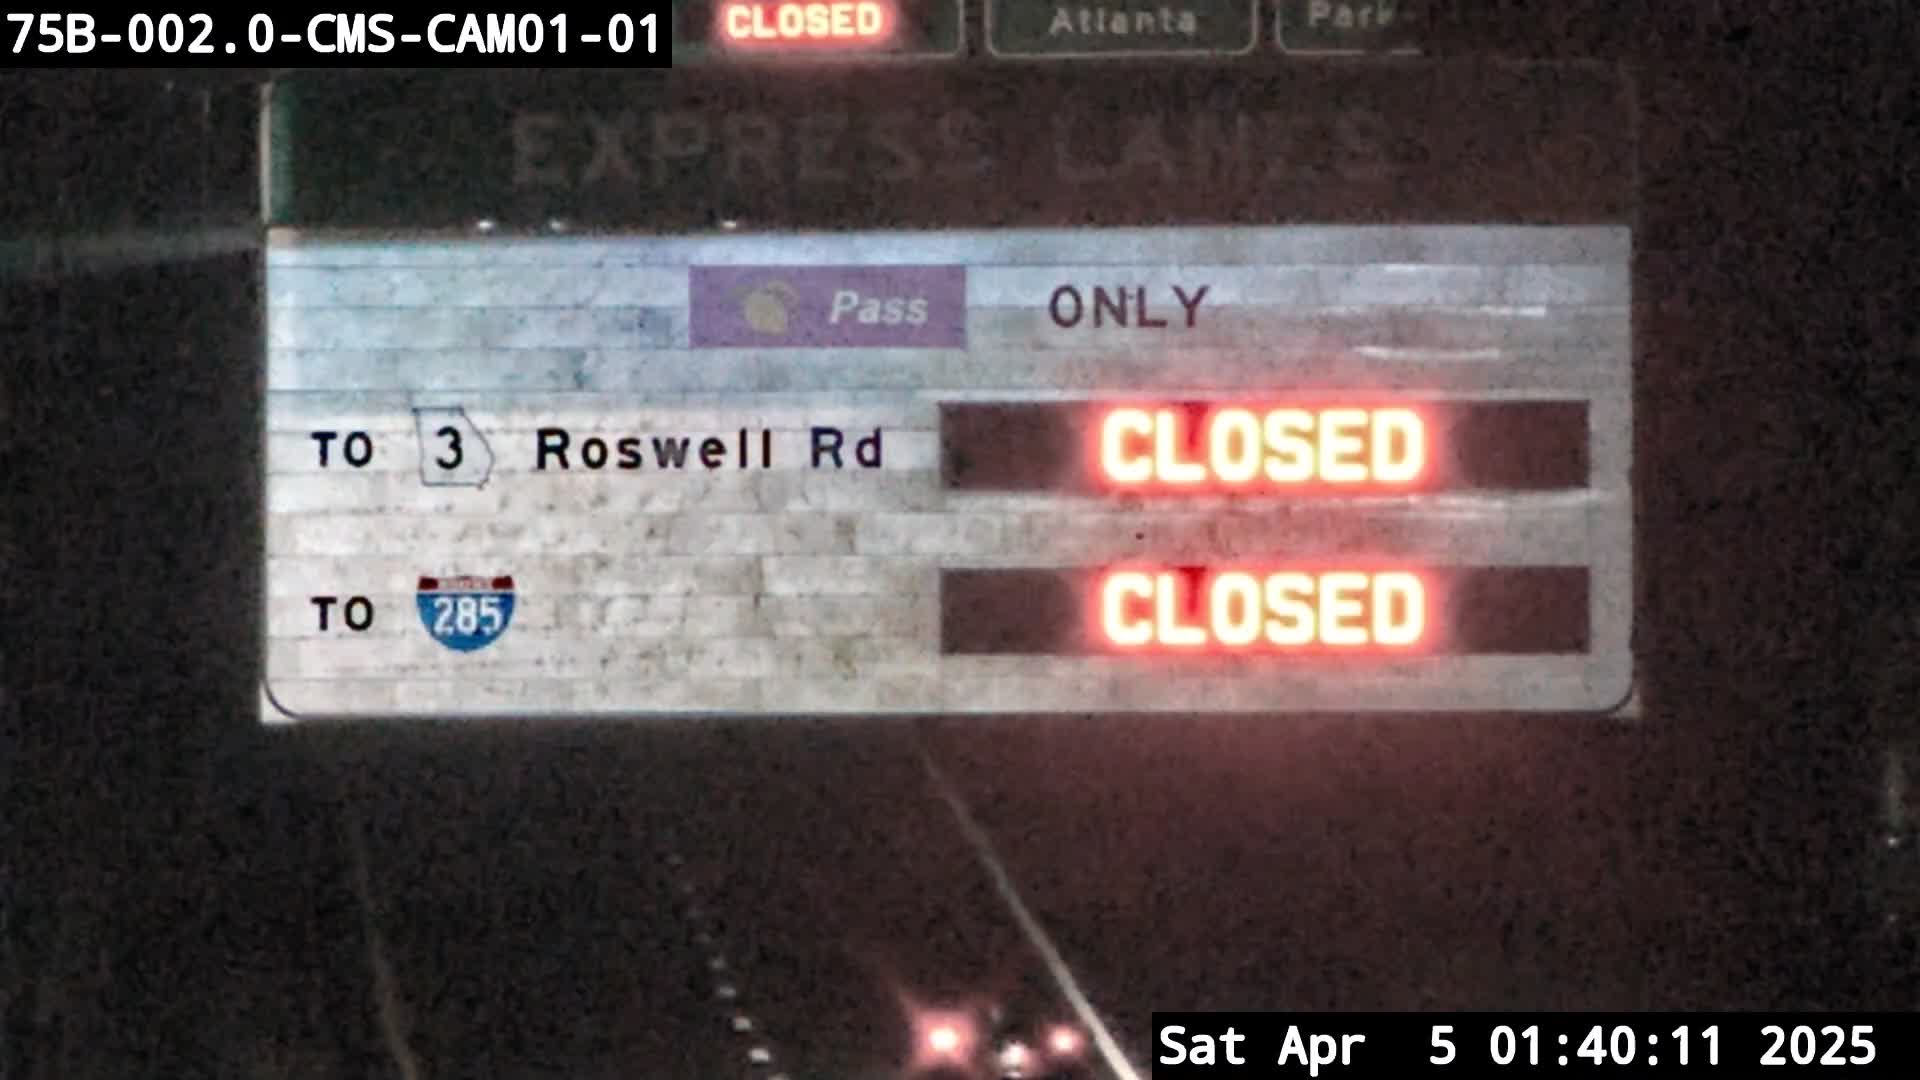 75B-002.0-CMS-CAM01-01
CLOSED
Atlanta
Park
EXPRESS LANES
Pass ONLY
TO 3 Roswell Rd CLOSED
TO 285 CLOSED
Sat Apr 5 01:40:11 2025